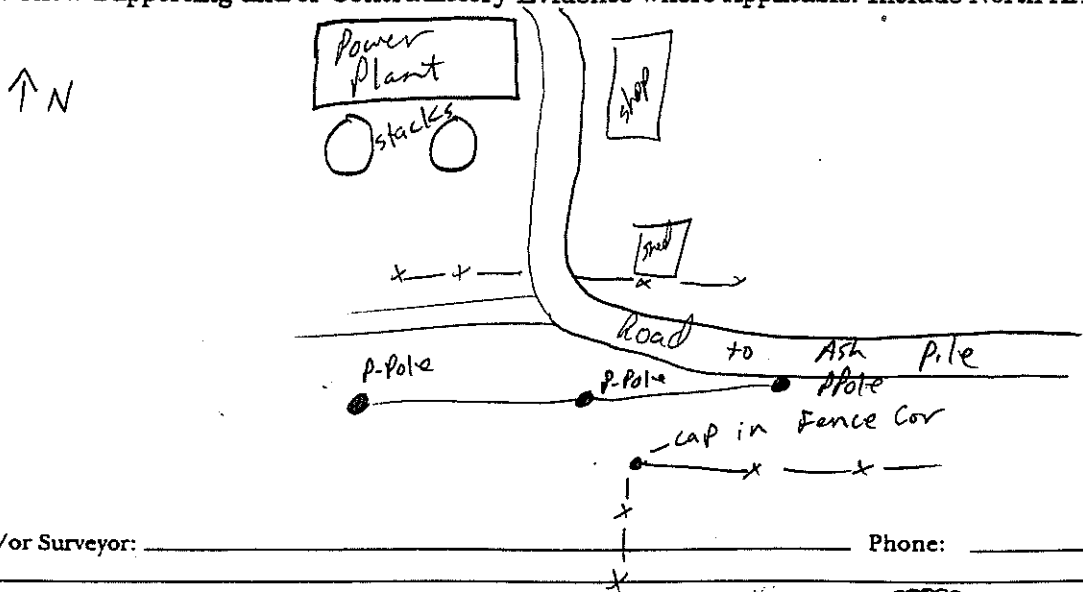 Show Supporting and/or Contradictory Evidence where Applicable. Include North Ar
Power
Plant
↑ N
stacks
shop
shed
Road to Ash Pile
P-Pole
P-Pole
PPole
cap in Fence Cor
/or Surveyor:
Phone: